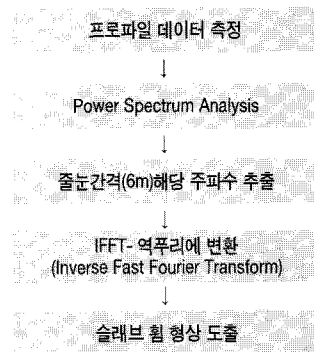 프로파일 데이터 측정
↓
Power Spectrum Analysis
↓
줄눈간격(6m)해당 주파수 추출
↓
IFFT- 역푸리에 변환
(Inverse Fast Fourier Transform)
↓
슬래브 휨 형상 도출